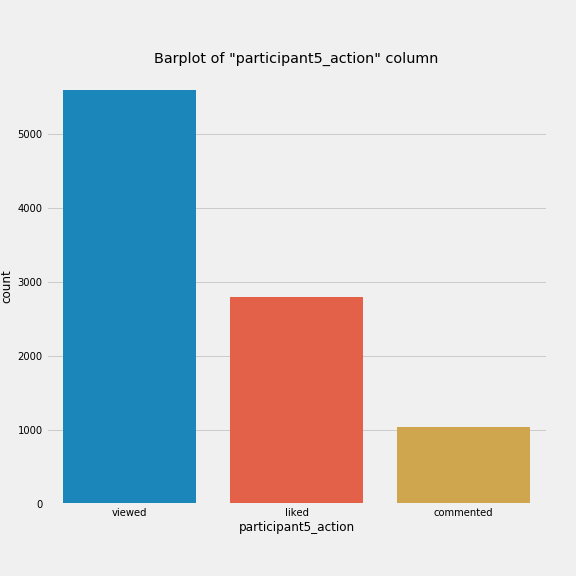 Barplot of "participant5_action" column
5000
4000
3000
2000
1000
0
count
viewed liked commented
participant5_action